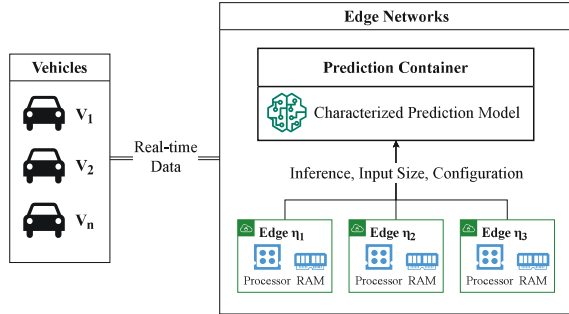 Vehicles
V1
V2
Vn
Real-time
Data
Edge Networks
Prediction Container
Characterized Prediction Model
Inference, Input Size, Configuration
Edge η1
Processor RAM
Edge η2
Processor RAM
Edge η3
Processor RAM